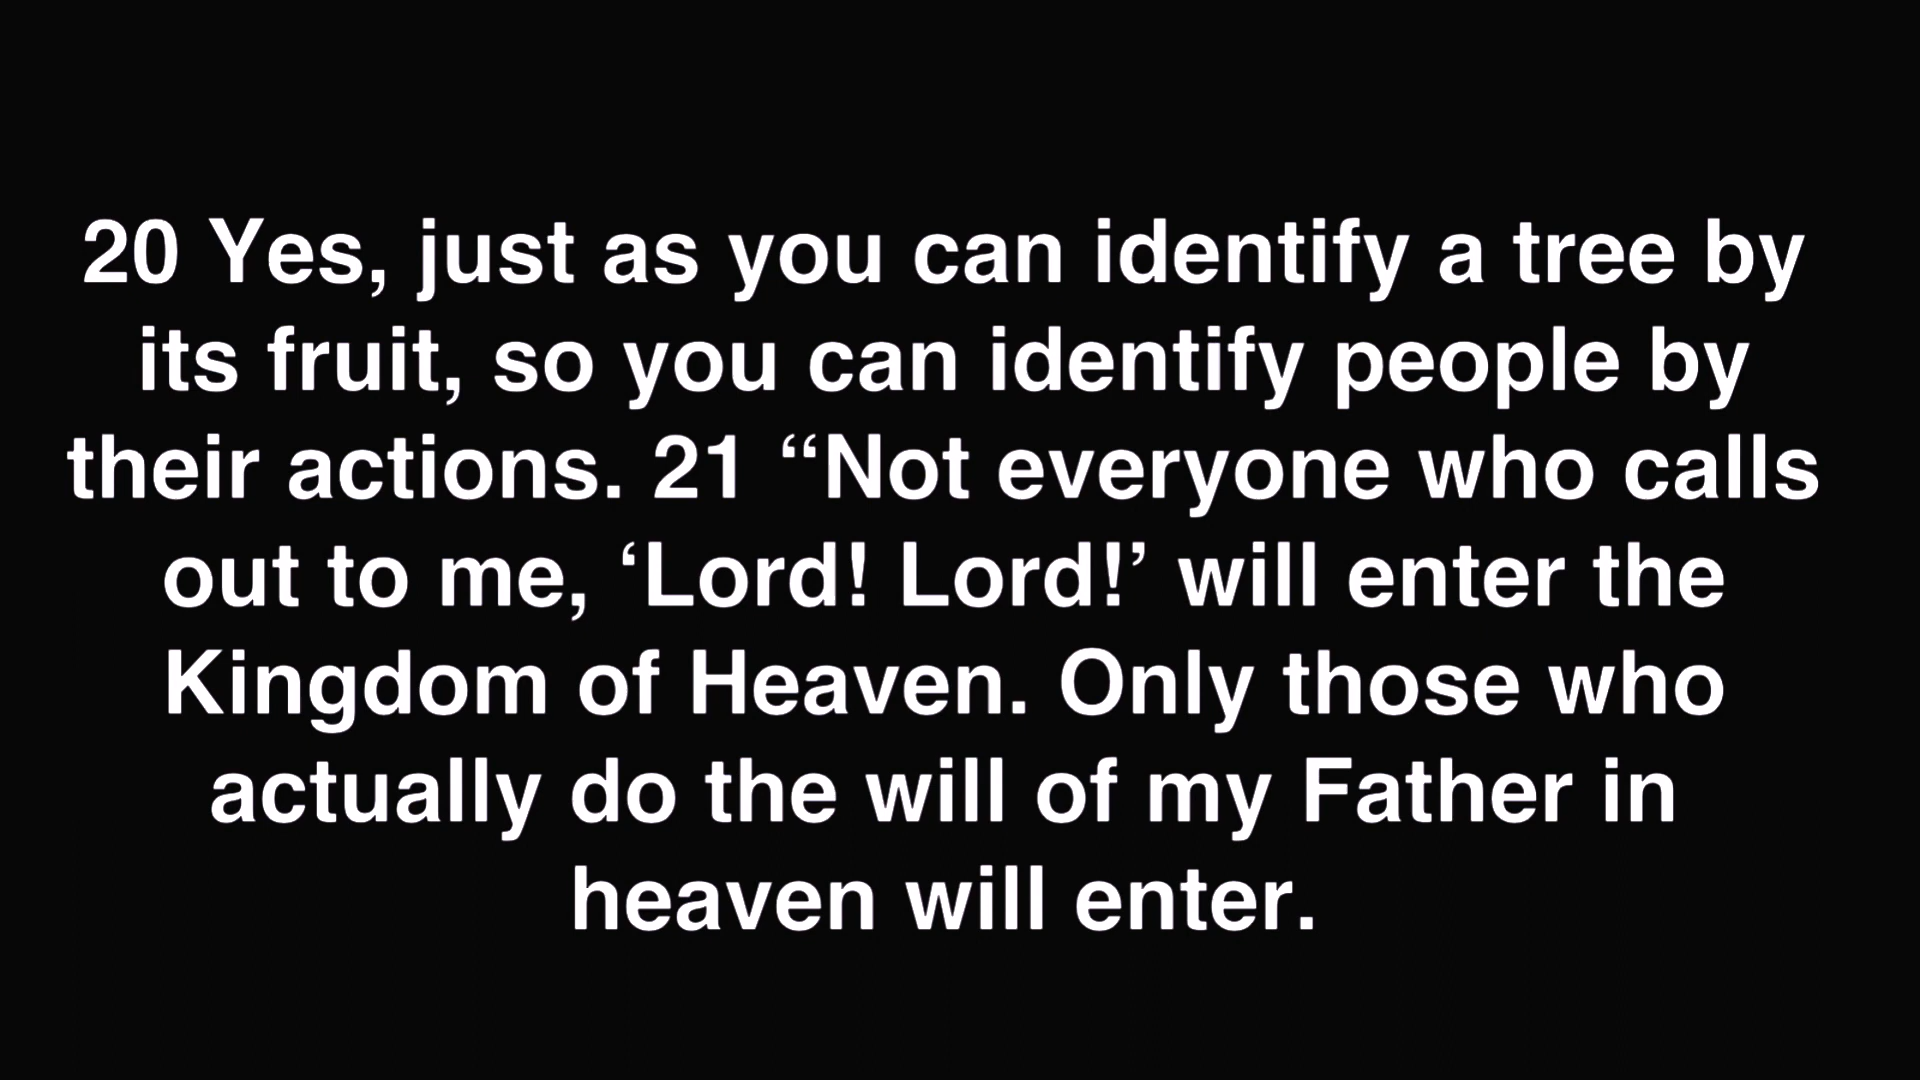 20 Yes, just as you can identify a tree by
its fruit, so you can identify people by
their actions. 21 “Not everyone who calls
out to me, ‘Lord! Lord!’ will enter the
Kingdom of Heaven. Only those who
actually do the will of my Father in
heaven will enter.